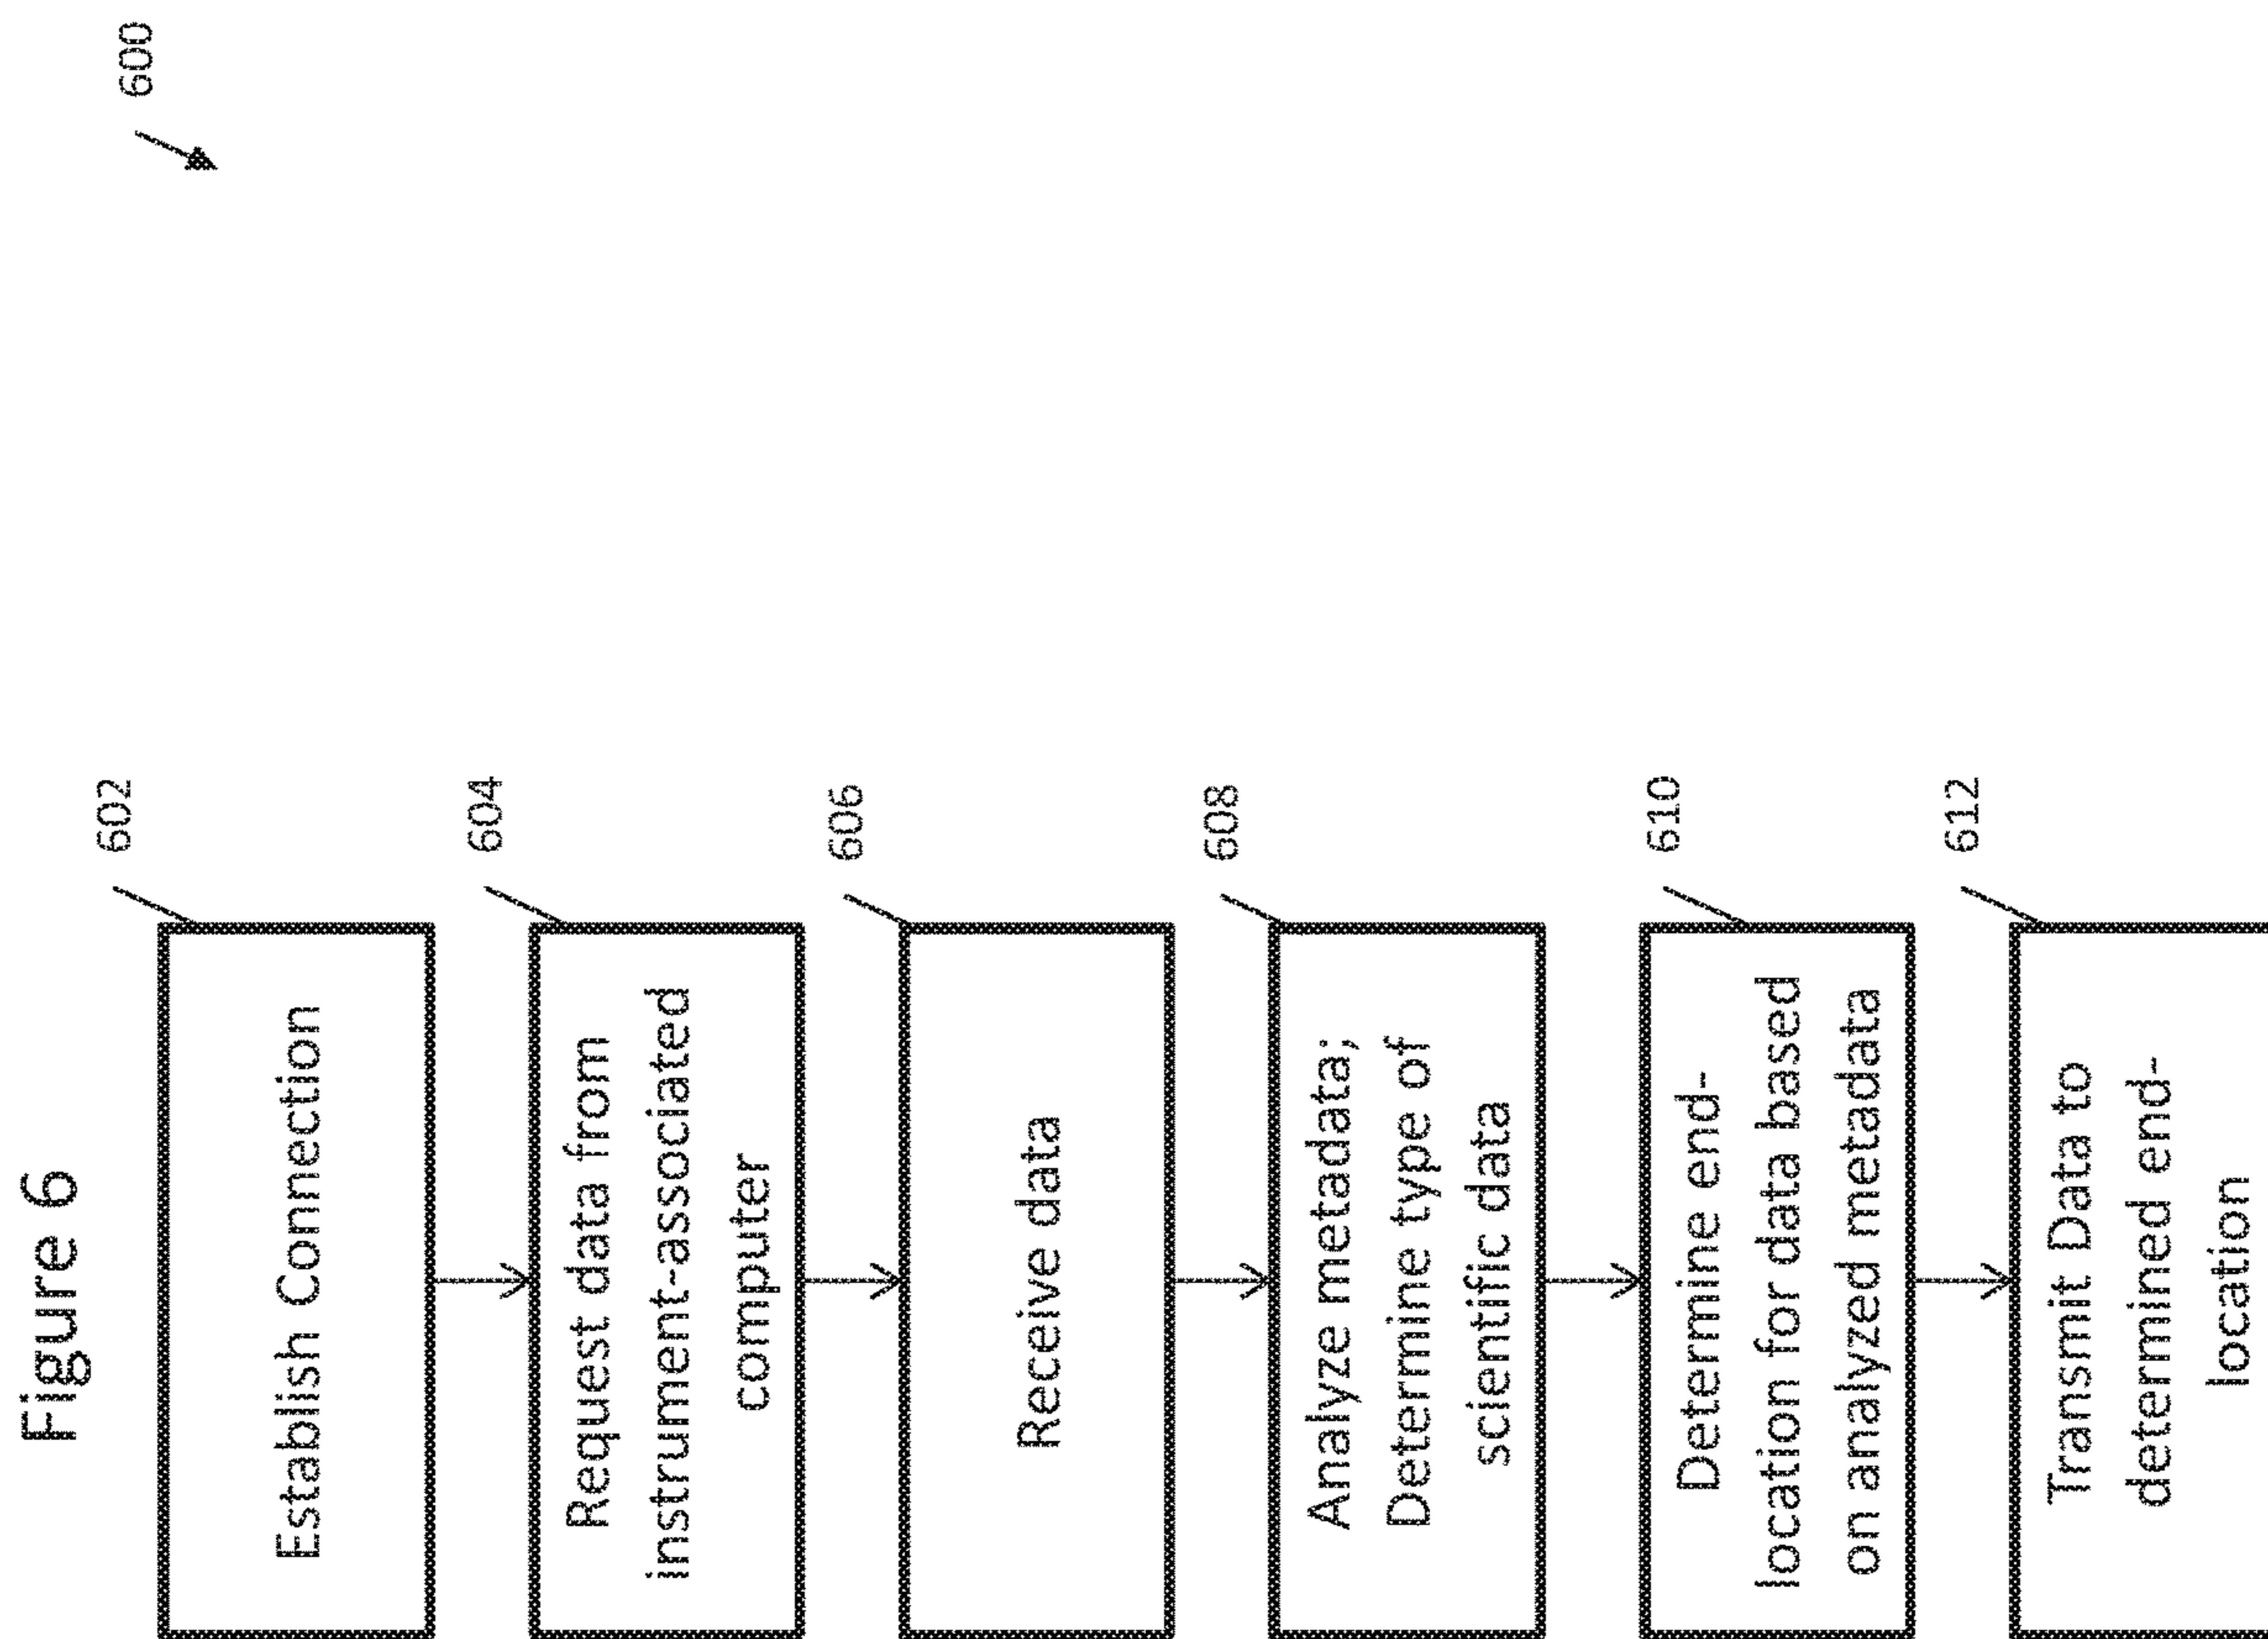 Figure 6
600
602
Establish Connection
604
Request data from
instrument-associated
computer
606
Receive data
608
Analyze metadata;
Determine type of
scientific data
610
Determine end-
location for data based
on analyzed metadata
612
Transmit Data to
determined end-
location